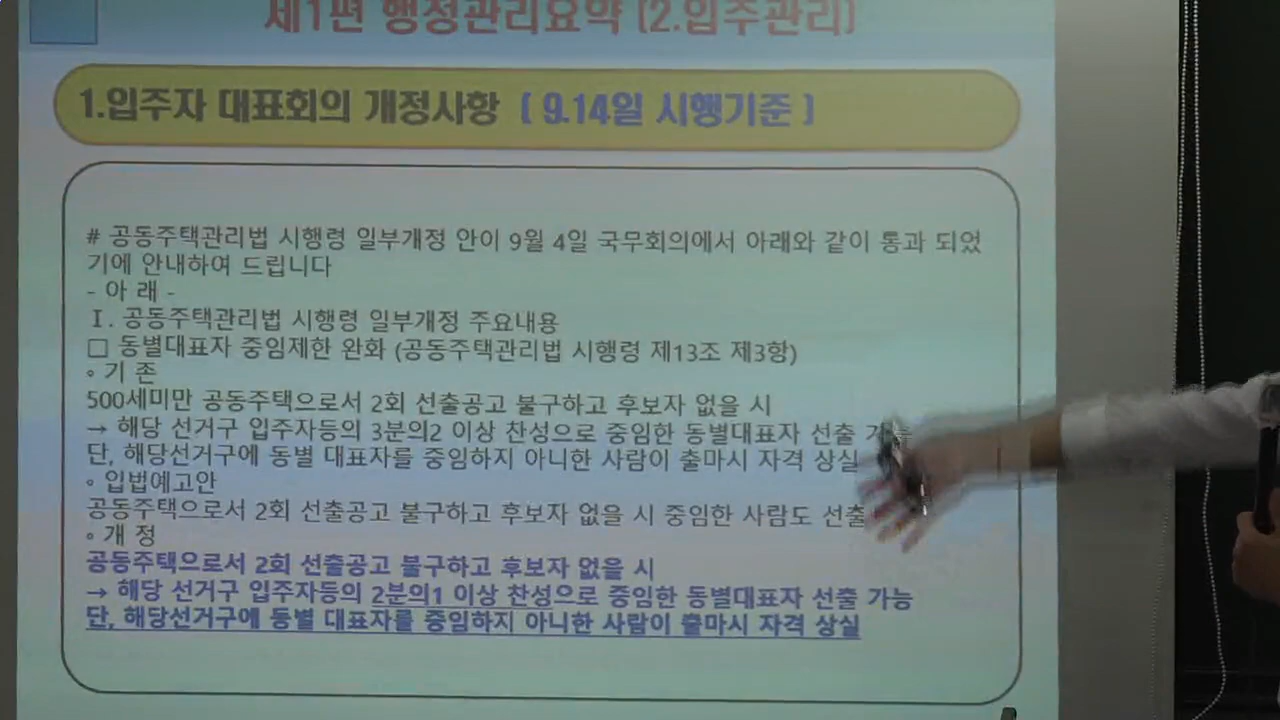 제1편 행정관리요약 (2.입주관리)
1.입주자 대표회의 개정사항 ( 9.14일 시행기준 )
# 공동주택관리법 시행령 일부개정 안이 9월 4일 국무회의에서 아래와 같이 통과 되었
기에 안내하여 드립니다
- 아 래 -
Ⅰ. 공동주택관리법 시행령 일부개정 주요내용
□ 동별대표자 중임제한 완화 (공동주택관리법 시행령 제13조 제3항)
◦ 기 존
500세미만 공동주택으로서 2회 선출공고 불구하고 후보자 없을 시
→ 해당 선거구 입주자등의 3분의2 이상 찬성으로 중임한 동별대표자 선출 가능
단, 해당선거구에 동별 대표자를 중임하지 아니한 사람이 출마시 자격 상실
◦ 입법예고안
공동주택으로서 2회 선출공고 불구하고 후보자 없을 시 중임한 사람도 선출
◦ 개 정
공동주택으로서 2회 선출공고 불구하고 후보자 없을 시
→ 해당 선거구 입주자등의 2분의1 이상 찬성으로 중임한 동별대표자 선출 가능
단, 해당선거구에 동별 대표자를 중임하지 아니한 사람이 출마시 자격 상실